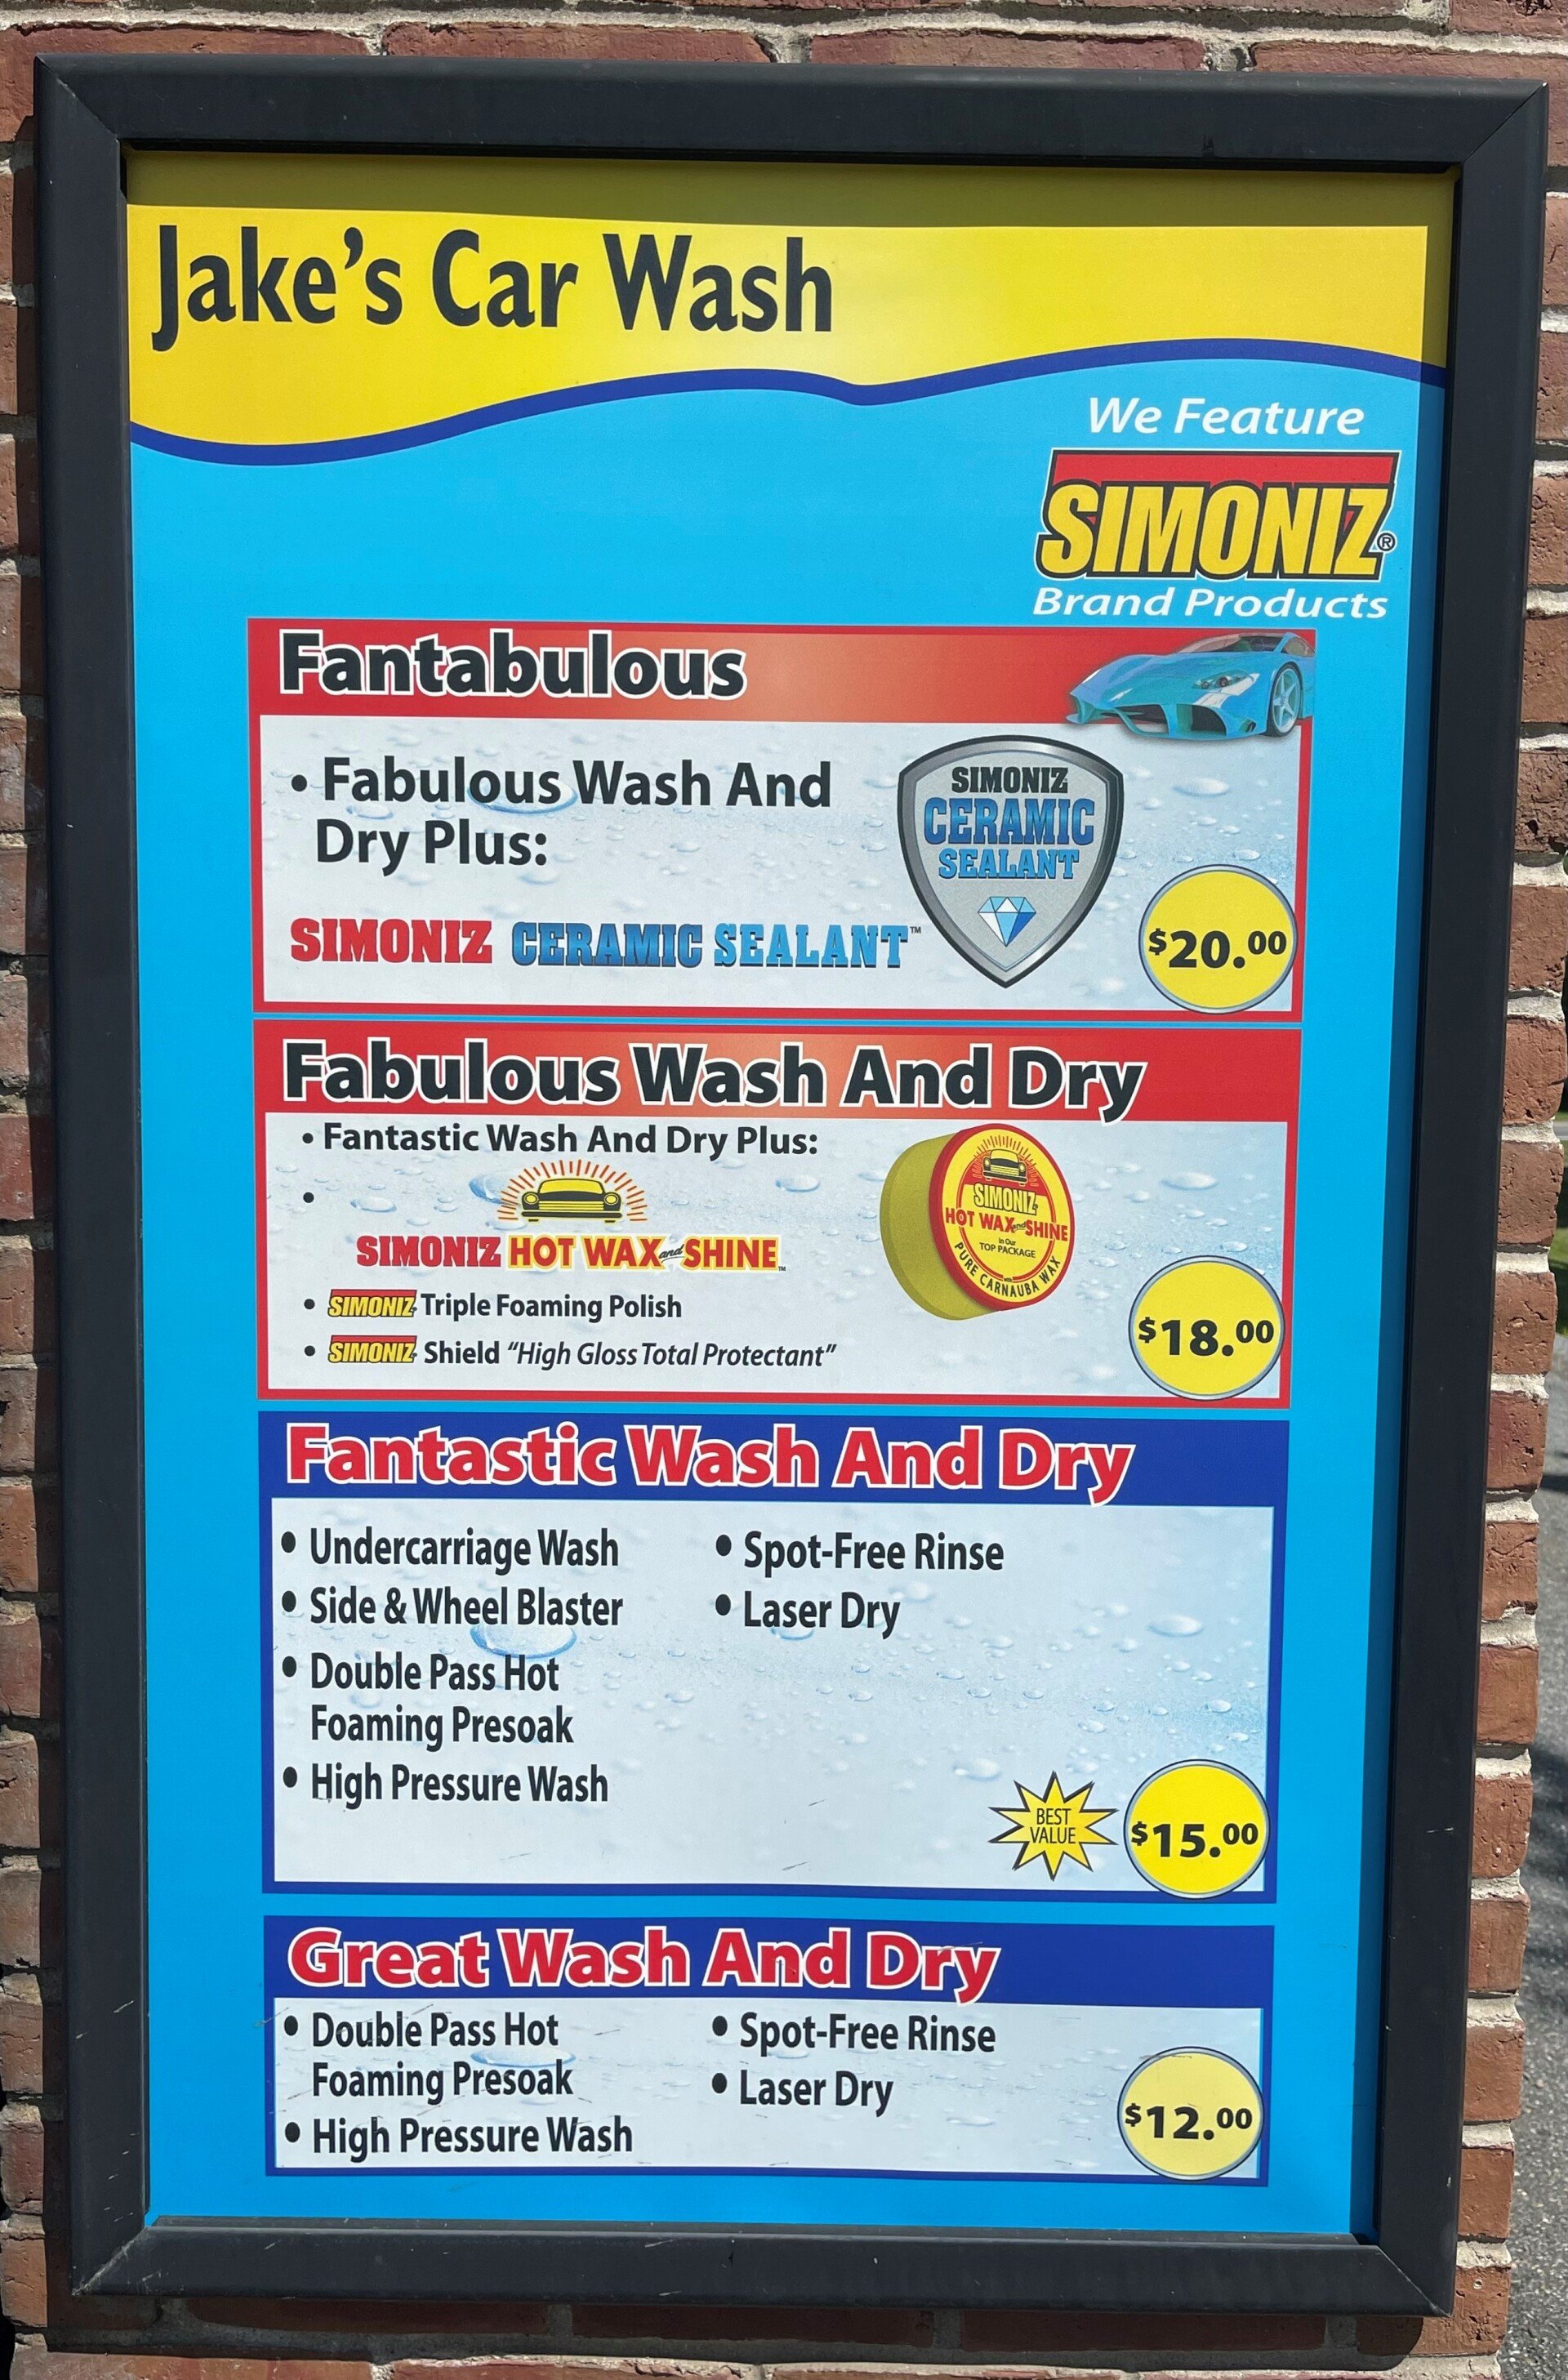 Jake's Car Wash
We Feature
SIMONIZ®
Brand Products
Fantabulous
• Fabulous Wash And
Dry Plus:
SIMONIZ CERAMIC SEALANT™
SIMONIZ
CERAMIC
SEALANT
$20.00
Fabulous Wash And Dry
• Fantastic Wash And Dry Plus:
•
SIMONIZ HOT WAX and SHINE™
SIMONIZ
HOT WAX and SHINE
In Our
TOP PACKAGE
PURE CARNAUBA WAX
• SIMONIZ Triple Foaming Polish
• SIMONIZ Shield “High Gloss Total Protectant”
$18.00
Fantastic Wash And Dry
• Undercarriage Wash
• Side & Wheel Blaster
• Double Pass Hot
Foaming Presoak
• High Pressure Wash
• Spot-Free Rinse
• Laser Dry
BEST
VALUE
$15.00
Great Wash And Dry
• Double Pass Hot
Foaming Presoak
• High Pressure Wash
• Spot-Free Rinse
• Laser Dry
$12.00